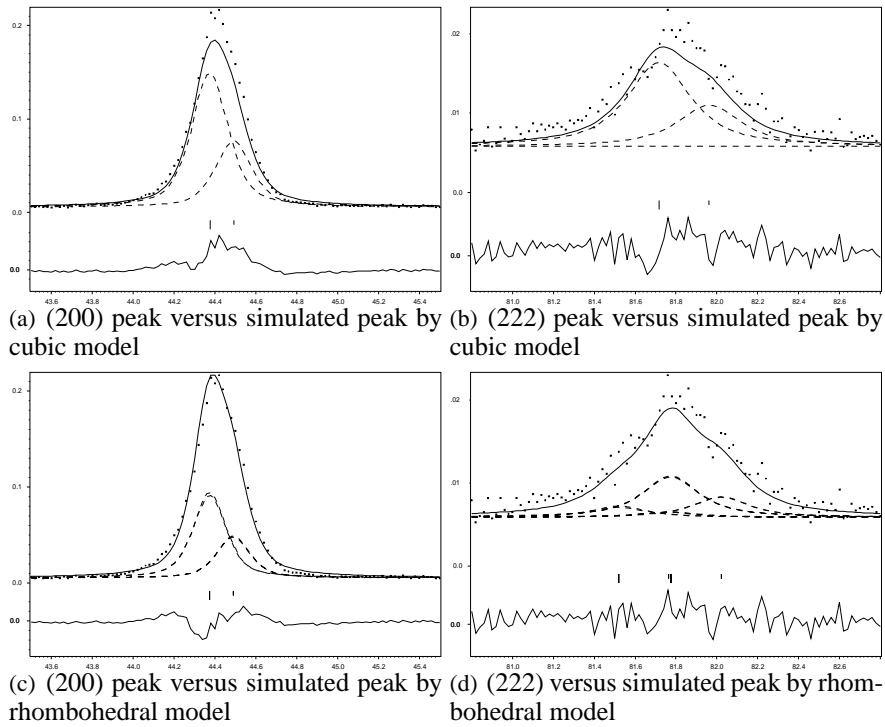 0.2
0.1
0.0
0.0
43.6 43.8 44.0 44.2 44.4 44.6 44.8 45.0 45.2 45.4
.02
.01
0.0
0.0
81.0 81.2 81.4 81.6 81.8 82.0 82.2 82.4 82.6
(a) (200) peak versus simulated peak by
cubic model
(b) (222) peak versus simulated peak by
cubic model
0.2
0.1
0.0
0.0
43.6 43.8 44.0 44.2 44.4 44.6 44.8 45.0 45.2 45.4
.02
.01
0.0
0.0
81.0 81.2 81.4 81.6 81.8 82.0 82.2 82.4 82.6
(c) (200) peak versus simulated peak by
rhombohedral model
(d) (222) versus simulated peak by rhom-
bohedral model